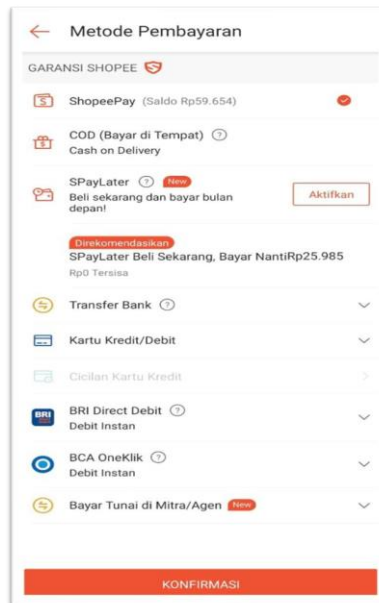 Metode Pembayaran
GARANSI SHOPEE
ShopeePay (Saldo Rp59.654)
COD (Bayar di Tempat) ?
Cash on Delivery
SPayLater ? New
Beli sekarang dan bayar bulan
depan!
Aktifkan
Direkomendasikan
SPayLater Beli Sekarang, Bayar NantiRp25.985
Rp0 Tersisa
Transfer Bank ?
Kartu Kredit/Debit
Cicilan Kartu Kredit
BRI
BRI Direct Debit ?
Debit Instan
BCA OneKlik ?
Debit Instan
Bayar Tunai di Mitra/Agen New
KONFIRMASI